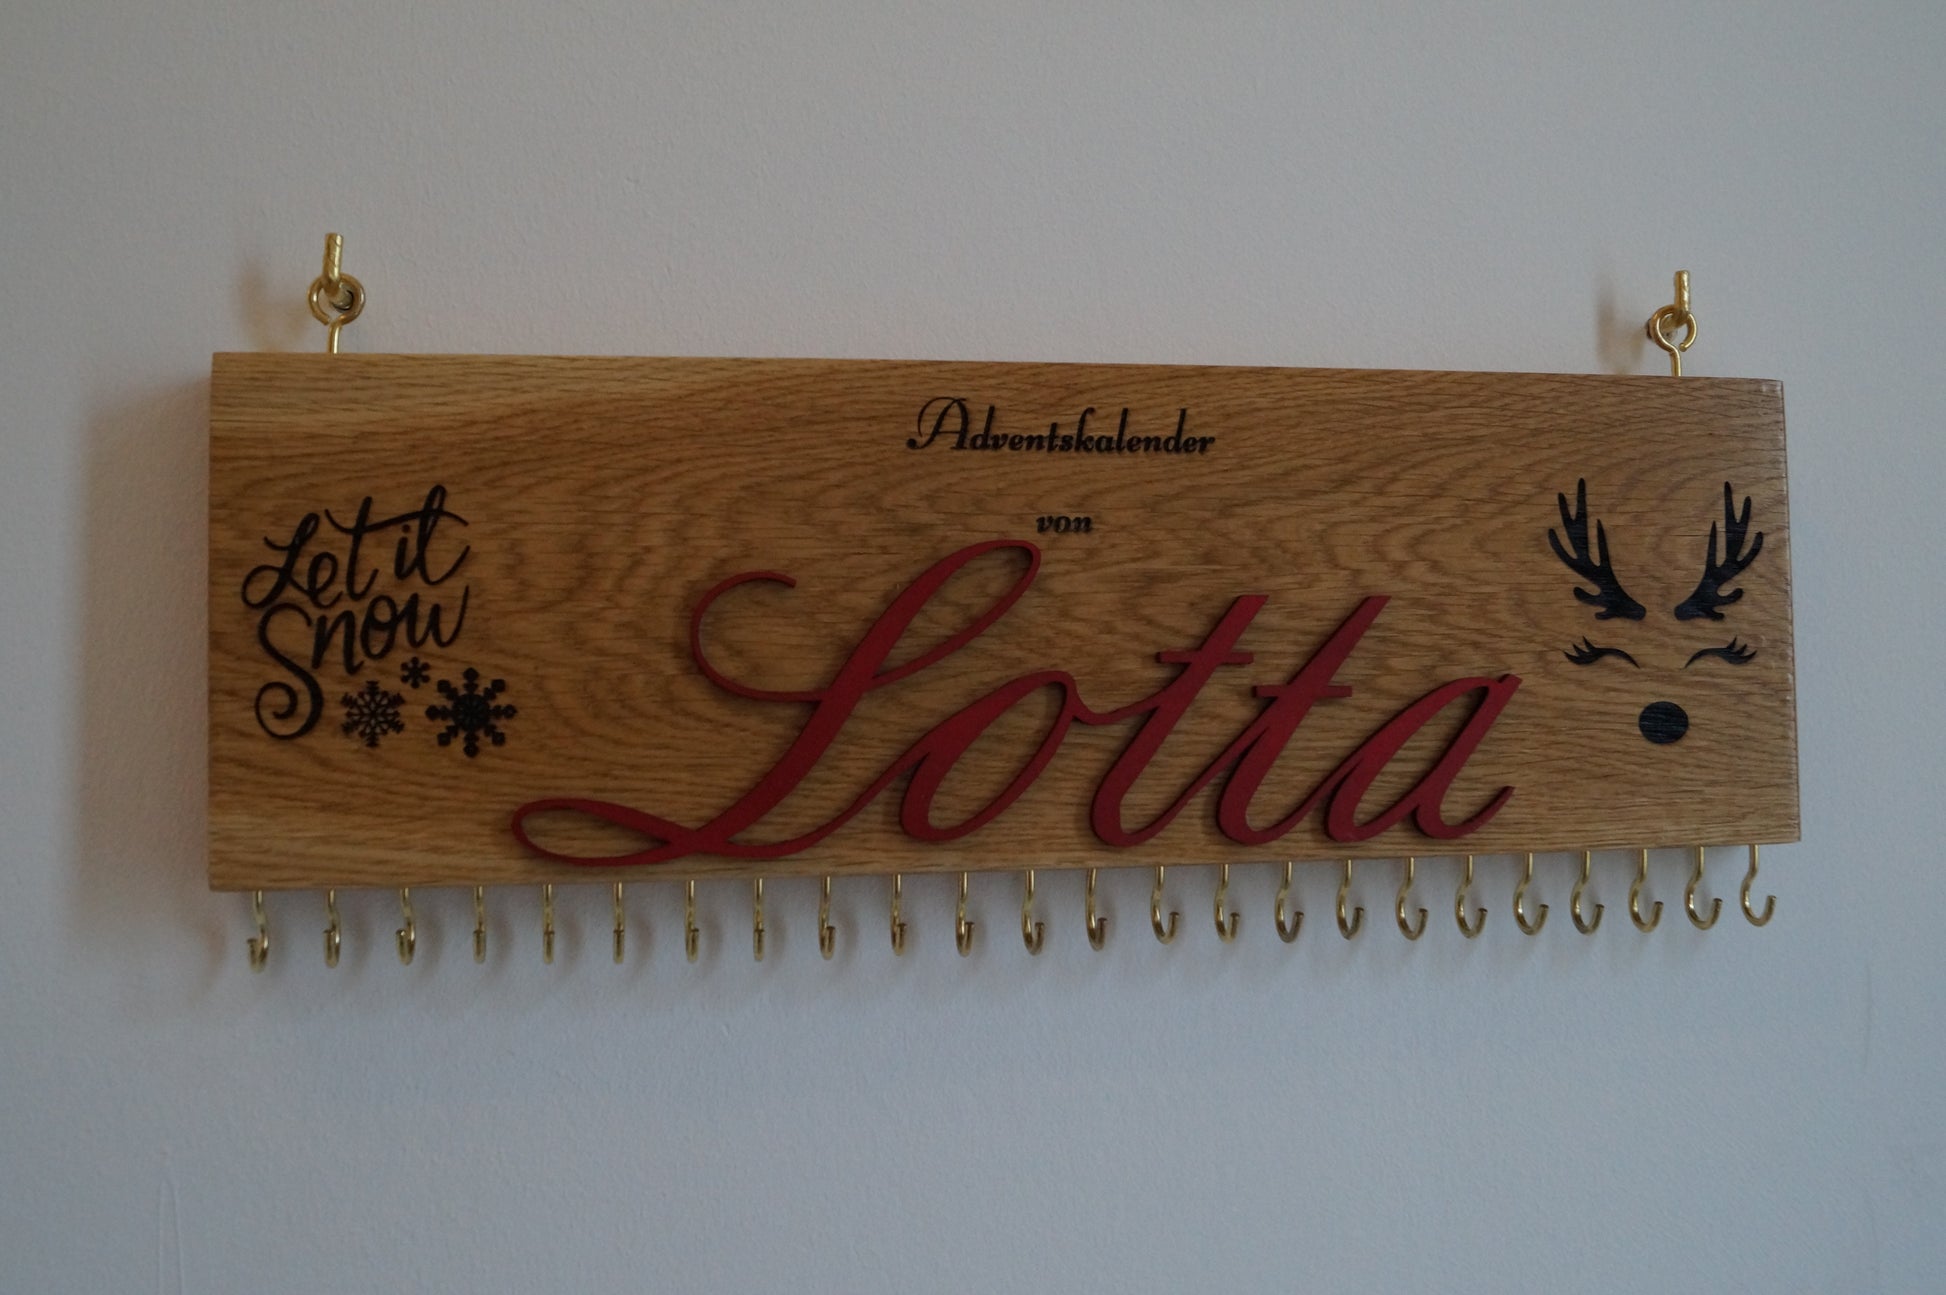 Adventskalender
von
Lotta
Let it
Snow